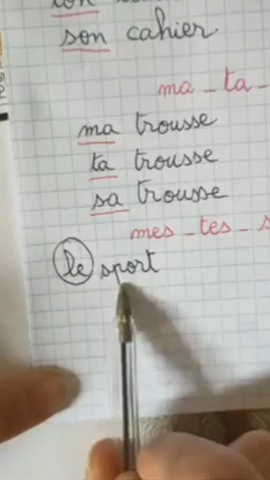 son cahier
ma - ta -
ma trousse
ta trousse
sa trousse
mes - tes - s
le sport